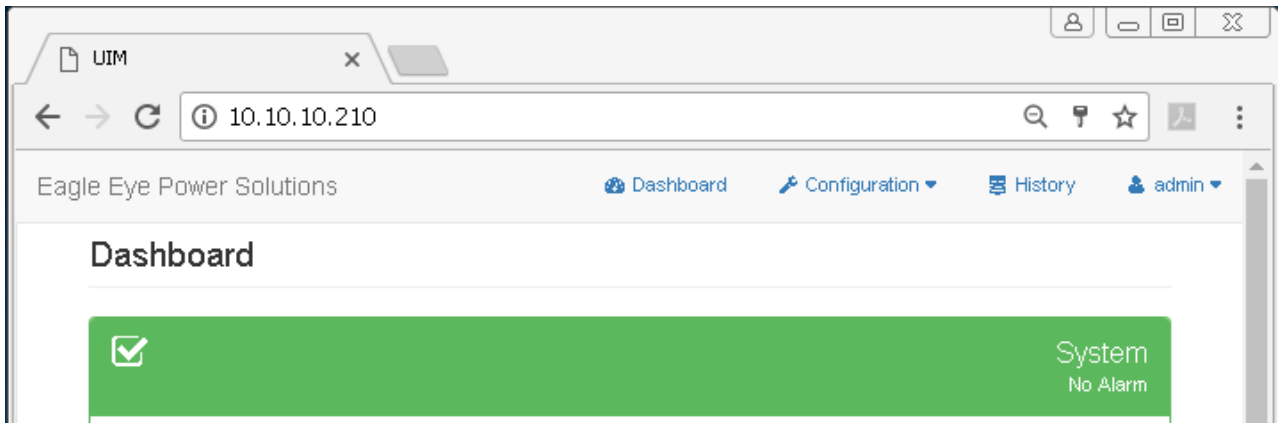 UIM
10.10.10.210
Eagle Eye Power Solutions Dashboard Configuration History admin
Dashboard
System
No Alarm